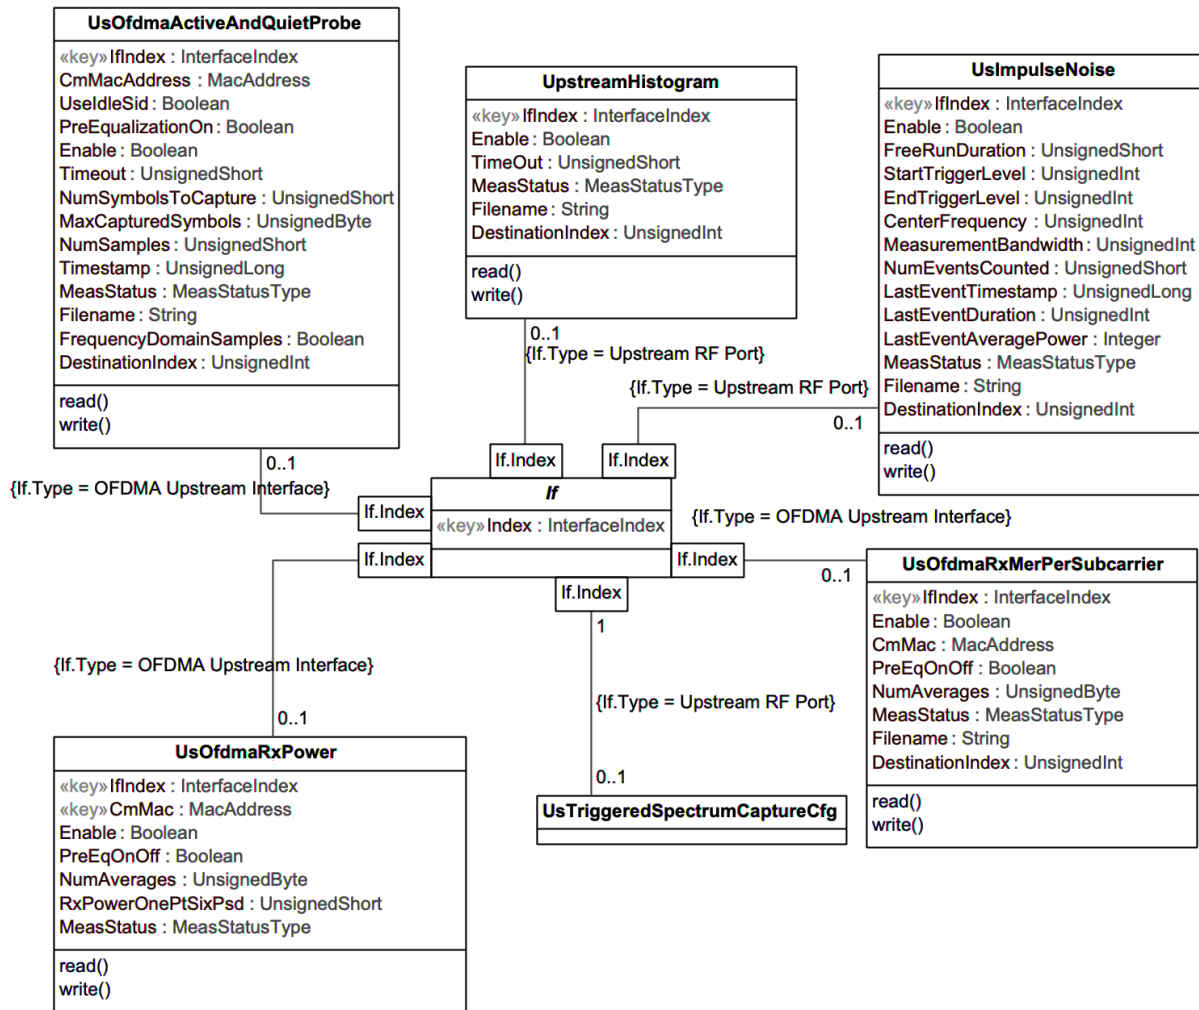 UsOfdmaActiveAndQuietProbe
«key»IfIndex : InterfaceIndex
CmMacAddress : MacAddress
UseIdleSid : Boolean
PreEqualizationOn : Boolean
Enable : Boolean
Timeout : UnsignedShort
NumSymbolsToCapture : UnsignedShort
MaxCapturedSymbols : UnsignedByte
NumSamples : UnsignedShort
Timestamp : UnsignedLong
MeasStatus : MeasStatusType
Filename : String
FrequencyDomainSamples : Boolean
DestinationIndex : UnsignedInt
read()
write()
0..1
{If.Type = OFDMA Upstream Interface}
UpstreamHistogram
«key»IfIndex : InterfaceIndex
Enable : Boolean
TimeOut : UnsignedShort
MeasStatus : MeasStatusType
Filename : String
DestinationIndex : UnsignedInt
read()
write()
0..1
{If.Type = Upstream RF Port}
UsImpulseNoise
«key»IfIndex : InterfaceIndex
Enable : Boolean
FreeRunDuration : UnsignedShort
StartTriggerLevel : UnsignedInt
EndTriggerLevel : UnsignedInt
CenterFrequency : UnsignedInt
MeasurementBandwidth : UnsignedInt
NumEventsCounted : UnsignedShort
LastEventTimestamp : UnsignedLong
LastEventDuration : UnsignedInt
LastEventAveragePower : Integer
MeasStatus : MeasStatusType
Filename : String
DestinationIndex : UnsignedInt
read()
write()
{If.Type = Upstream RF Port}
0..1
If.Index
If.Index
If.Index
If
«key»Index : InterfaceIndex
If.Index
If.Index
If.Index
{If.Type = OFDMA Upstream Interface}
0..1
UsOfdmaRxMerPerSubcarrier
«key»IfIndex : InterfaceIndex
Enable : Boolean
CmMac : MacAddress
PreEqOnOff : Boolean
NumAverages : UnsignedByte
MeasStatus : MeasStatusType
Filename : String
DestinationIndex : UnsignedInt
read()
write()
1
{If.Type = Upstream RF Port}
0..1
UsTriggeredSpectrumCaptureCfg
{If.Type = OFDMA Upstream Interface}
0..1
UsOfdmaRxPower
«key»IfIndex : InterfaceIndex
«key»CmMac : MacAddress
Enable : Boolean
PreEqOnOff : Boolean
NumAverages : UnsignedByte
RxPowerOnePtSixPsd : UnsignedShort
MeasStatus : MeasStatusType
read()
write()